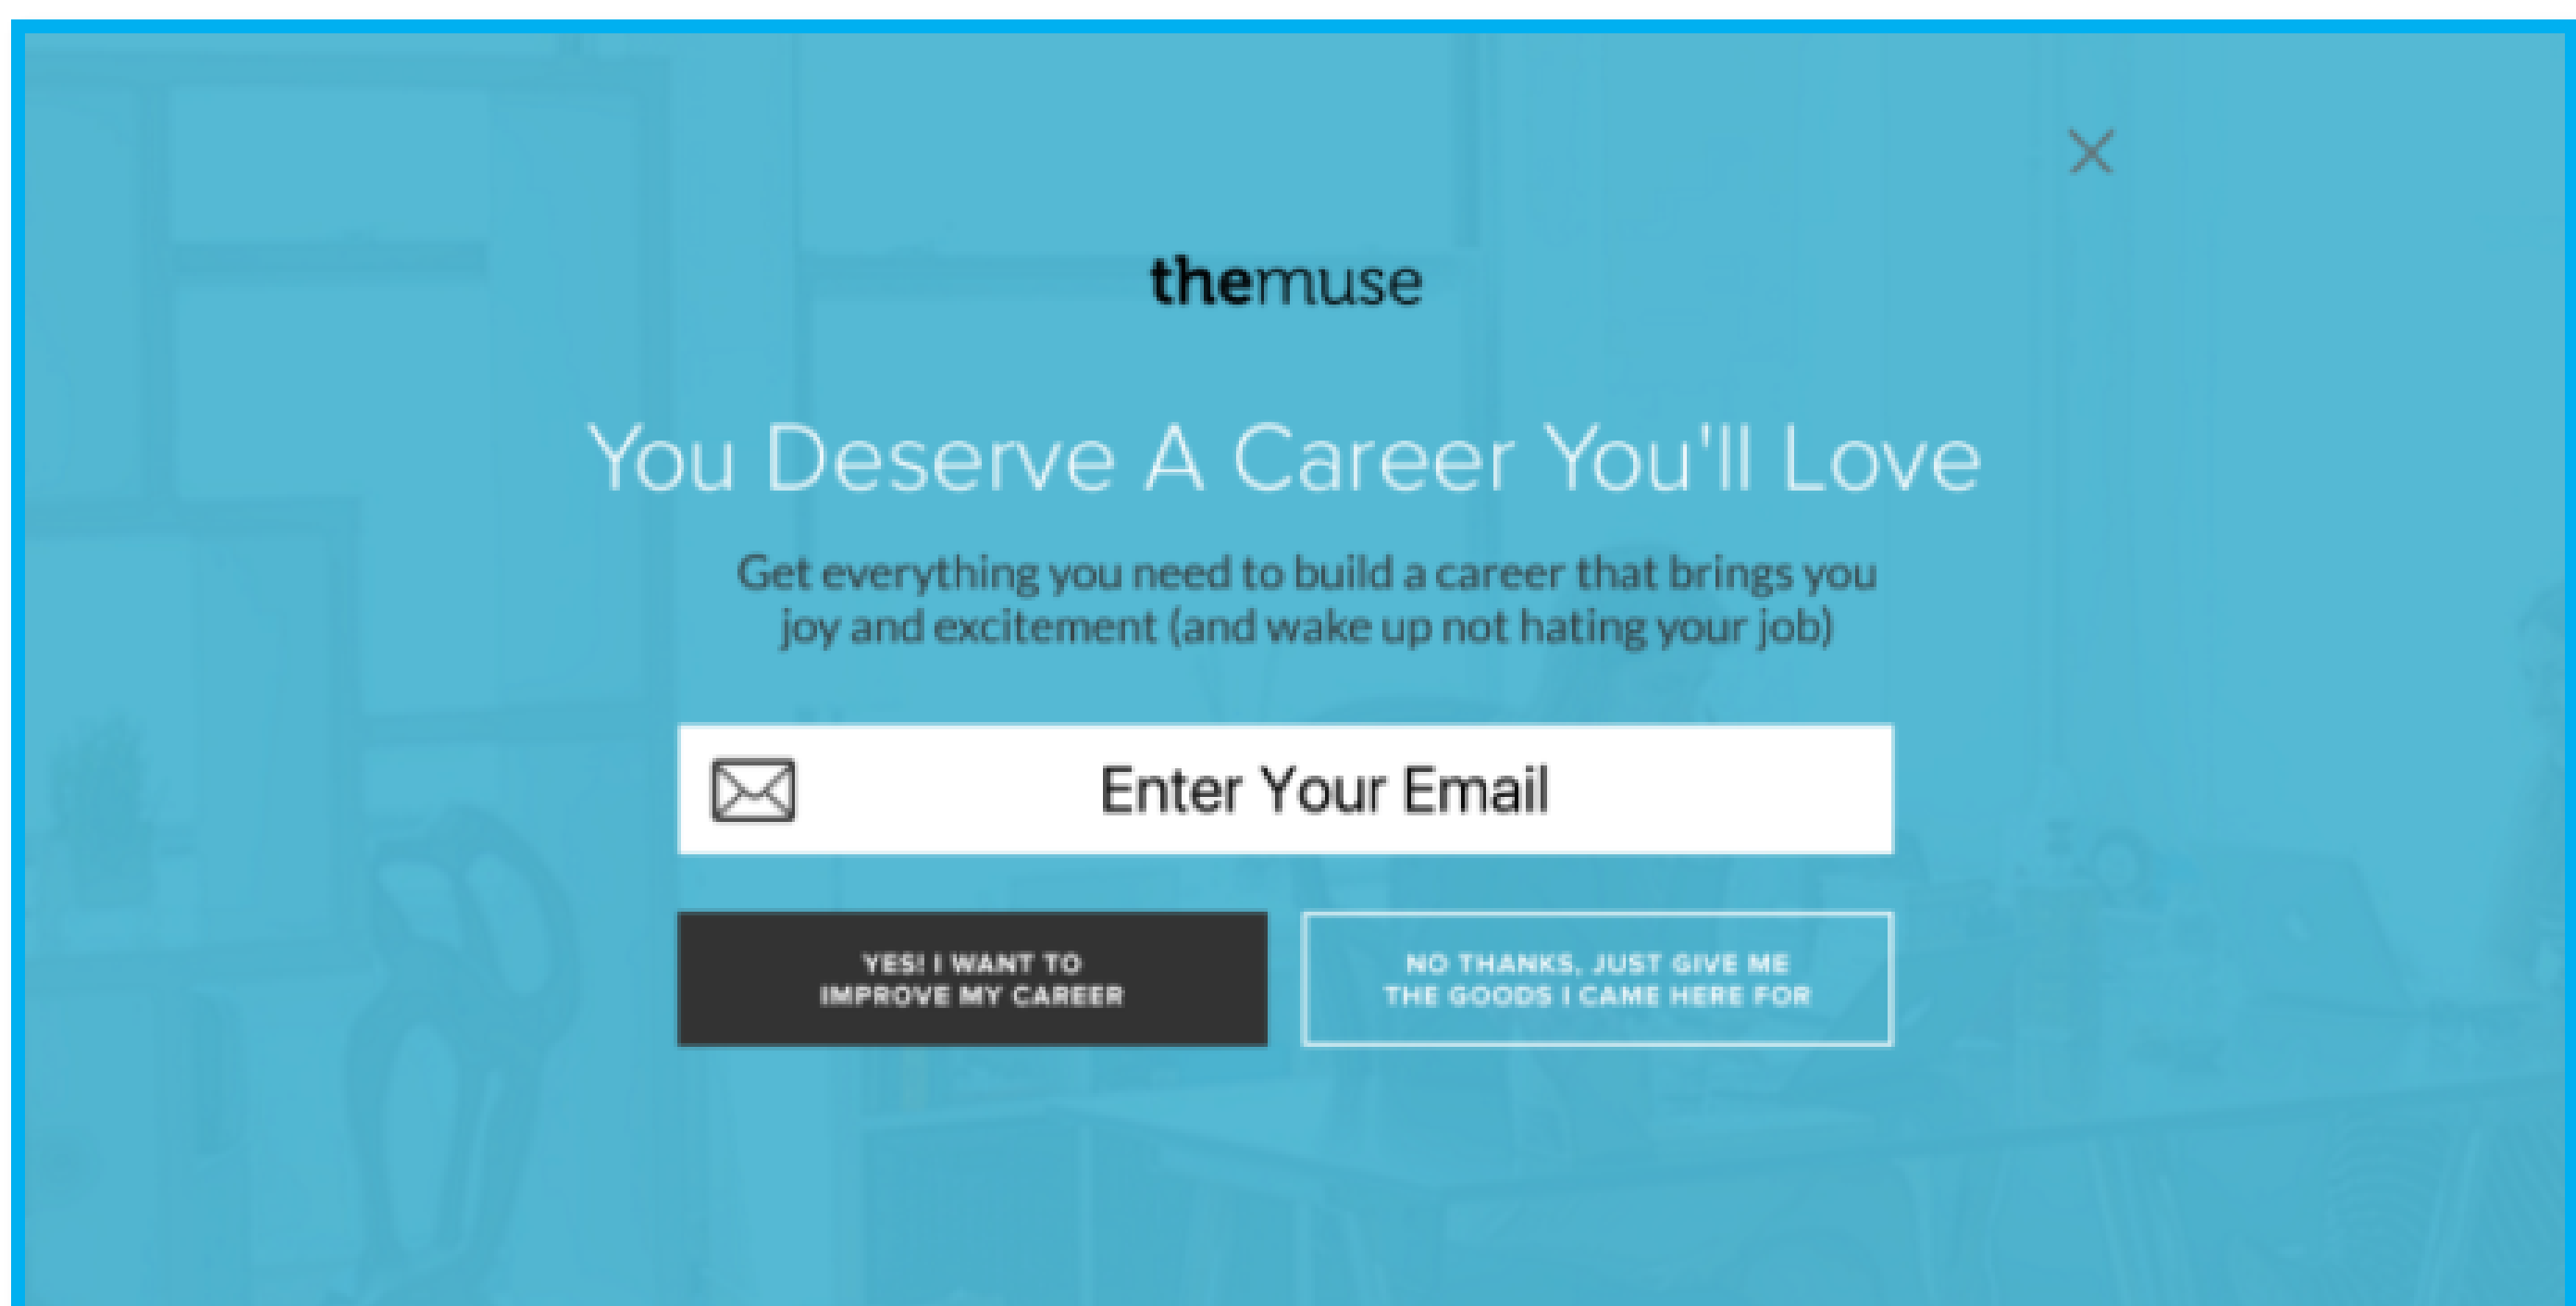 themuse
You Deserve A Career You'll Love
Get everything you need to build a career that brings you
joy and excitement (and wake up not hating your job)
Enter Your Email
YES! I WANT TO
IMPROVE MY CAREER
NO THANKS, JUST GIVE ME
THE GOODS I CAME HERE FOR